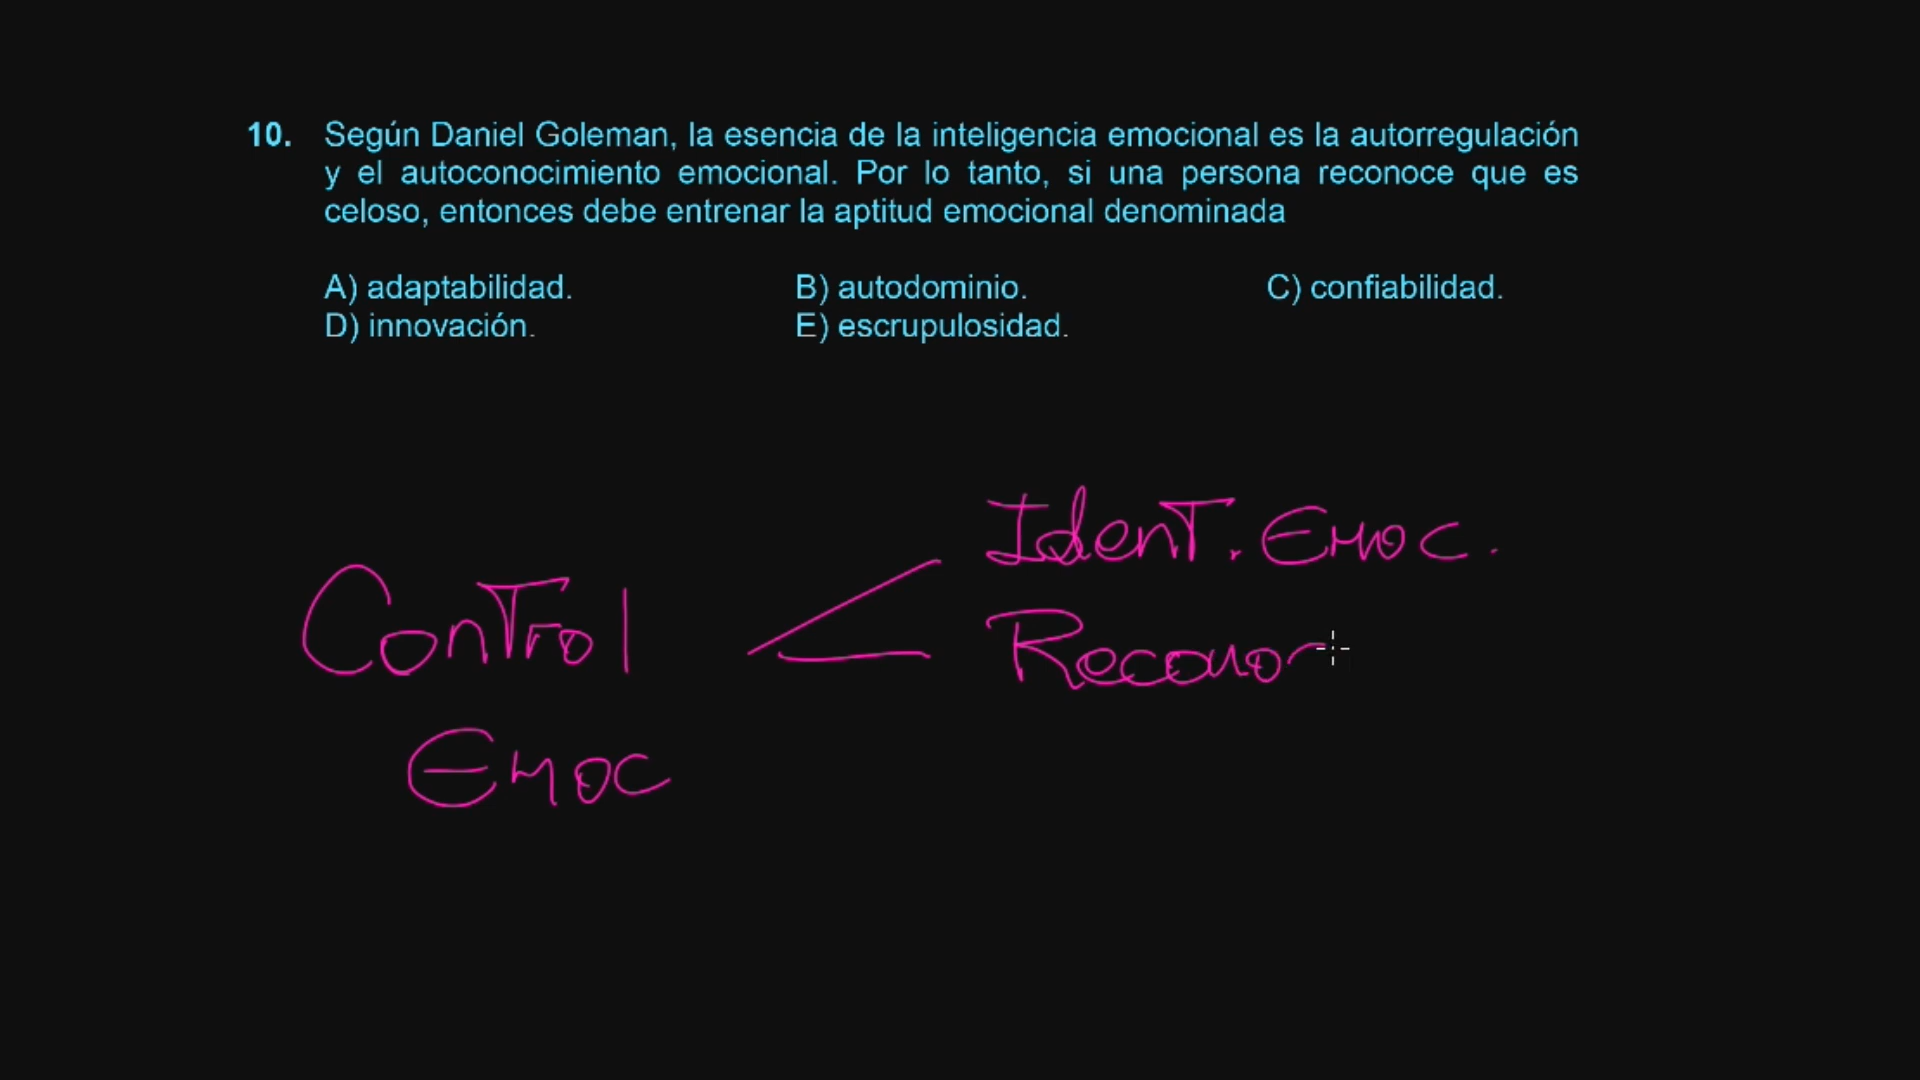 10. Según Daniel Goleman, la esencia de la inteligencia emocional es la autorregulación
y el autoconocimiento emocional. Por lo tanto, si una persona reconoce que es
celoso, entonces debe entrenar la aptitud emocional denominada
A) adaptabilidad. B) autodominio. C) confiabilidad.
D) innovación. E) escrupulosidad.
Ident. Emoc.
Control
Recono
Emoc